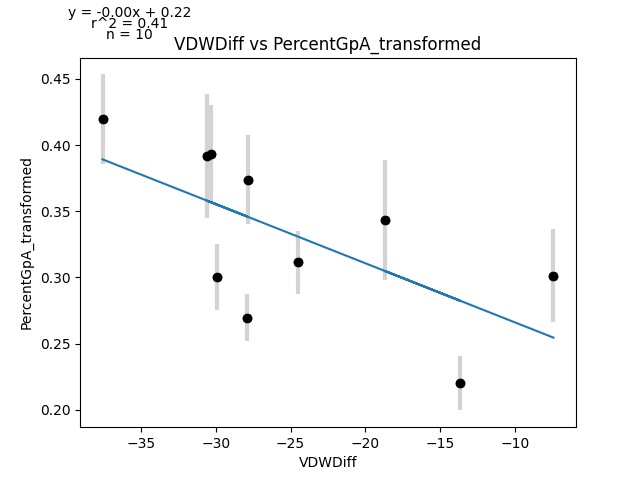 y = -0.00x + 0.22
r^2 = 0.41
n = 10
VDWDiff vs PercentGpA_transformed
0.45
0.40
0.35
0.30
0.25
0.20
PercentGpA_transformed
−35
−30
−25
−20
−15
−10
VDWDiff